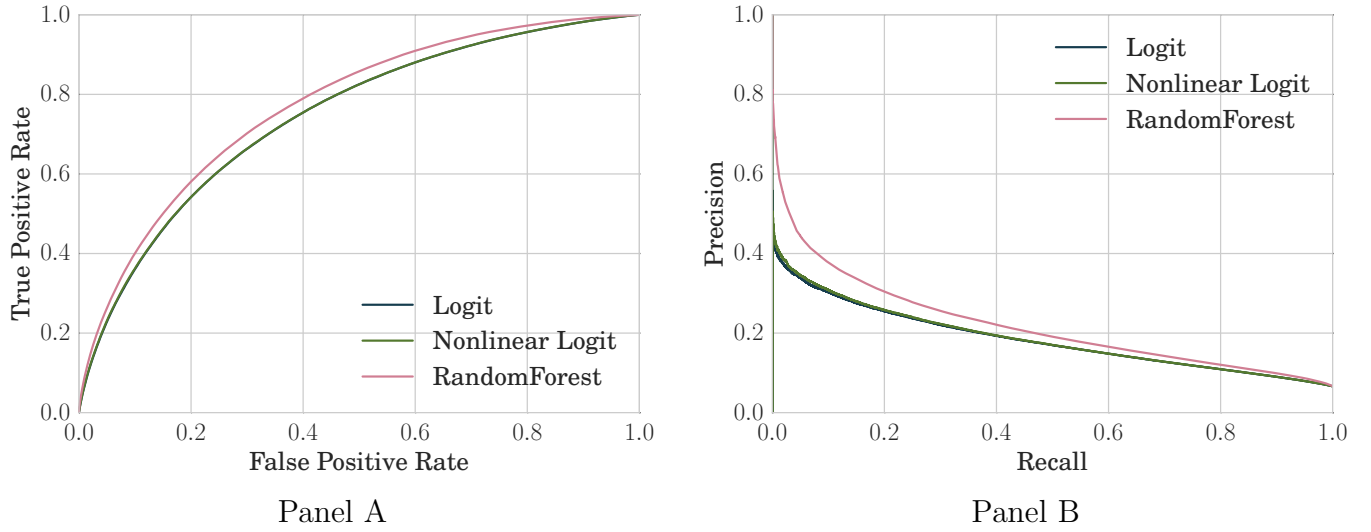 True Positive Rate
1.0
0.8
0.6
0.4
0.2
0.0
Logit
Nonlinear Logit
RandomForest
0.0 0.2 0.4 0.6 0.8 1.0
False Positive Rate
Panel A
Precision
1.0
0.8
0.6
0.4
0.2
0.0
Logit
Nonlinear Logit
RandomForest
0.0 0.2 0.4 0.6 0.8 1.0
Recall
Panel B